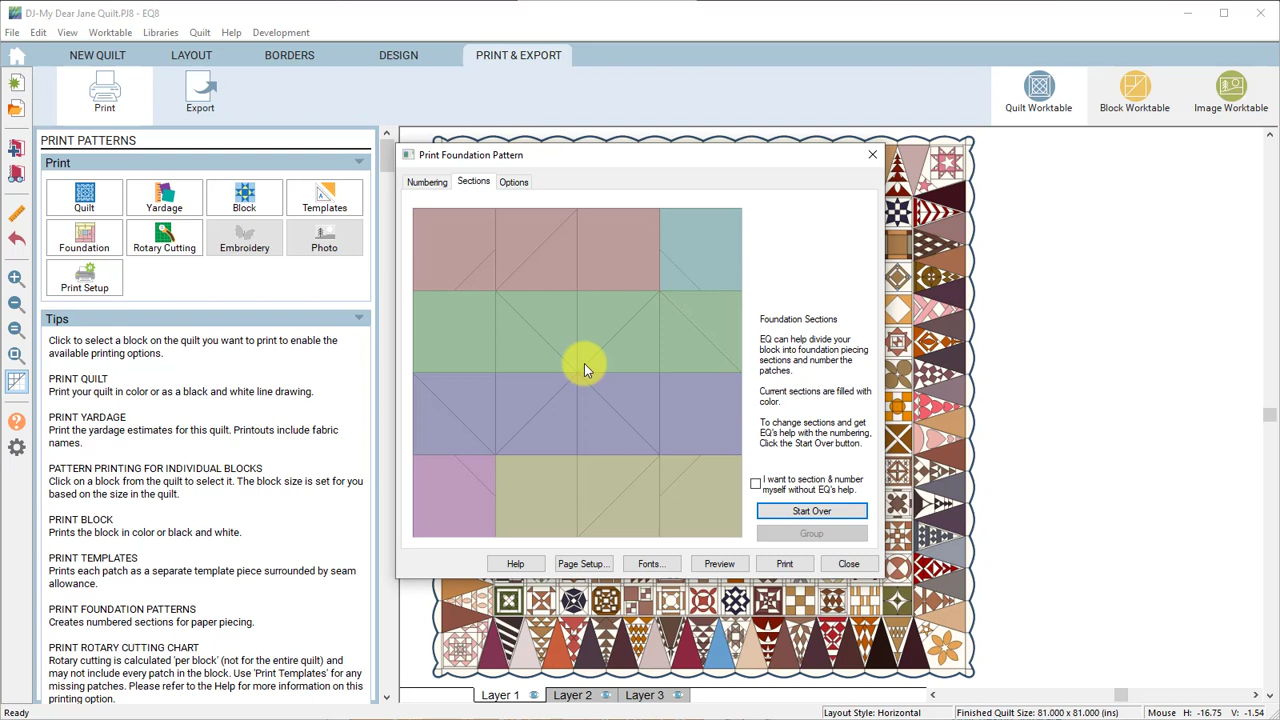 DJ-My Dear Jane Quilt.PJ8 - EQ8
File Edit View Worktable Libraries Quilt Help Development
NEW QUILT LAYOUT BORDERS DESIGN PRINT & EXPORT
Print Export Quilt Worktable Block Worktable Image Worktable
PRINT PATTERNS
Print
Quilt Yardage Block Templates
Foundation Rotary Cutting Embroidery Photo
Print Setup
Tips
Click to select a block on the quilt you want to print to enable the
available printing options.
PRINT QUILT
Print your quilt in color or as a black and white line drawing.
PRINT YARDAGE
Print the yardage estimates for this quilt. Printouts include fabric
names.
PATTERN PRINTING FOR INDIVIDUAL BLOCKS
Click on a block from the quilt to select it. The block size is set for you
based on the size in the quilt.
PRINT BLOCK
Prints the block in color or black and white.
PRINT TEMPLATES
Prints each patch as a separate template piece surrounded by seam
allowance.
PRINT FOUNDATION PATTERNS
Creates numbered sections for paper piecing.
PRINT ROTARY CUTTING CHART
Rotary cutting is calculated 'per block' (not for the entire quilt) and
may not include every patch in the block. Use 'Print Templates' for any
missing patches. Please refer to the Help for more information on this
printing option.
Print Foundation Pattern
Numbering Sections Options
Foundation Sections
EQ can help divide your
block into foundation piecing
sections and number the
patches.
Current sections are filled with
color.
To change sections and get
EQ's help with the numbering,
Click the Start Over button.
I want to section & number
myself without EQ's help.
Start Over
Group
Help Page Setup... Fonts... Preview Print Close
Layer 1 Layer 2 Layer 3
Ready Layout Style: Horizontal Finished Quilt Size: 81.000 x 81.000 (ins) Mouse H: -16.75 V: -1.54